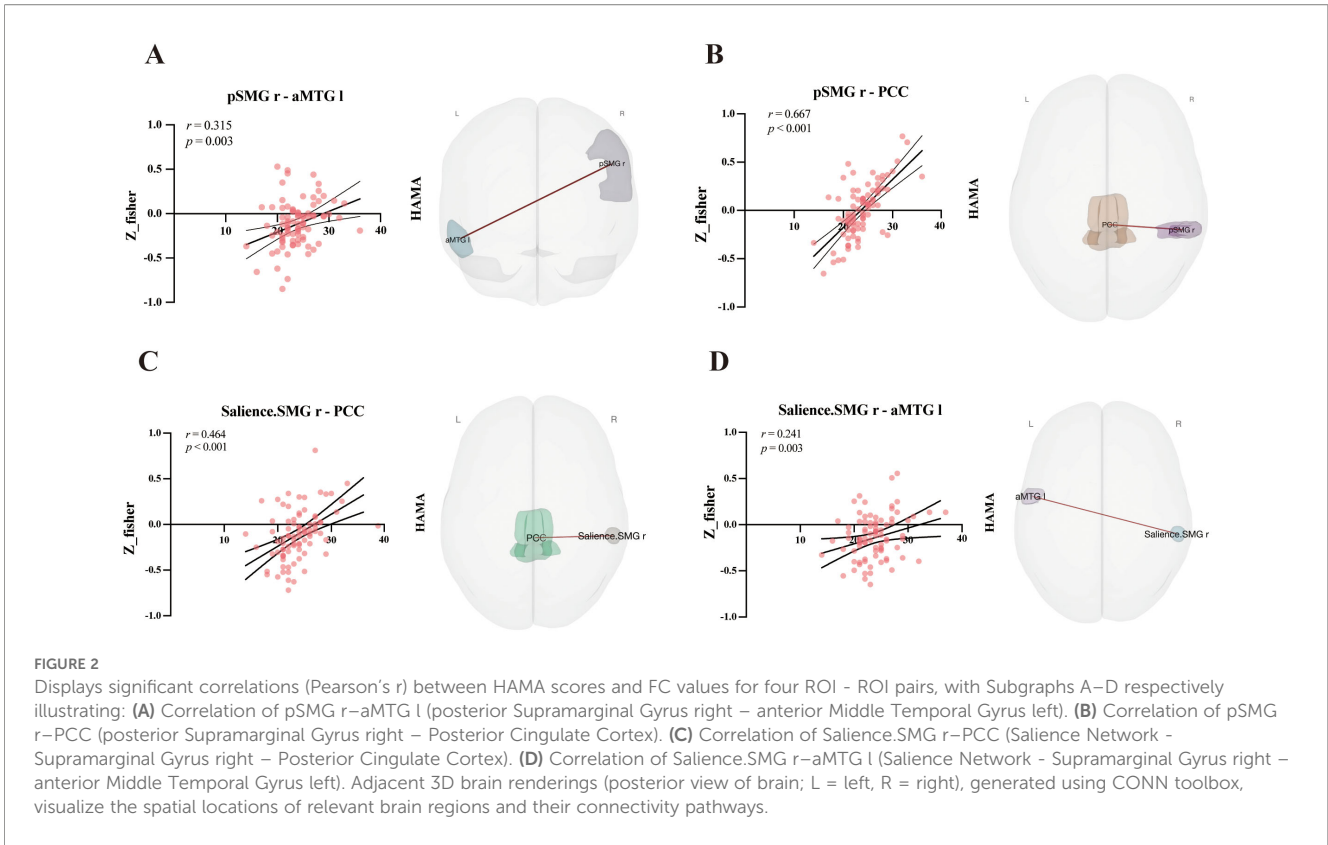 A
pSMG r - aMTG l
r = 0.315
p = 0.003
1.0
0.5
0.0
-0.5
-1.0
10
20
30
40
Z_fisher
HAMA
L
R
pSMG r
aMTG l
B
pSMG r - PCC
r = 0.667
p < 0.001
1.0
0.5
0.0
-0.5
-1.0
10
20
30
40
Z_fisher
HAMA
L
R
PCC
pSMG r
C
Salience.SMG r - PCC
r = 0.464
p < 0.001
1.0
0.5
0.0
-0.5
-1.0
10
20
30
40
Z_fisher
HAMA
L
R
PCC
Salience.SMG r
D
Salience.SMG r - aMTG l
r = 0.241
p = 0.003
1.0
0.5
0.0
-0.5
-1.0
10
20
30
40
Z_fisher
HAMA
L
R
aMTG l
Salience.SMG r
FIGURE 2
Displays significant correlations (Pearson's r) between HAMA scores and FC values for four ROI - ROI pairs, with Subgraphs A–D respectively
illustrating: (A) Correlation of pSMG r–aMTG l (posterior Supramarginal Gyrus right – anterior Middle Temporal Gyrus left). (B) Correlation of pSMG
r–PCC (posterior Supramarginal Gyrus right – Posterior Cingulate Cortex). (C) Correlation of Salience.SMG r–PCC (Salience Network -
Supramarginal Gyrus right – Posterior Cingulate Cortex). (D) Correlation of Salience.SMG r–aMTG l (Salience Network - Supramarginal Gyrus right –
anterior Middle Temporal Gyrus left). Adjacent 3D brain renderings (posterior view of brain; L = left, R = right), generated using CONN toolbox,
visualize the spatial locations of relevant brain regions and their connectivity pathways.